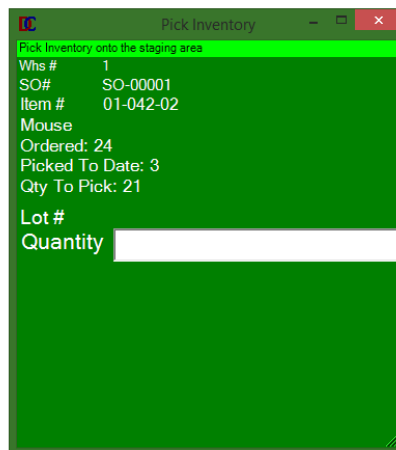 DC Pick Inventory
Pick Inventory onto the staging area
Whs # 1
SO# SO-00001
Item # 01-042-02
Mouse
Ordered: 24
Picked To Date: 3
Qty To Pick: 21
Lot #
Quantity